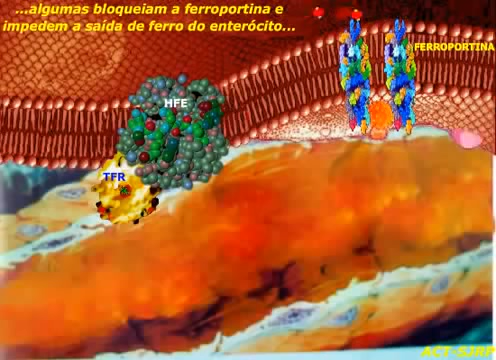 ...algumas bloqueiam a ferroportina e
impedem a saída de ferro do enterócito...
FERROPORTINA
HFE
TFR
ACT-SJRP